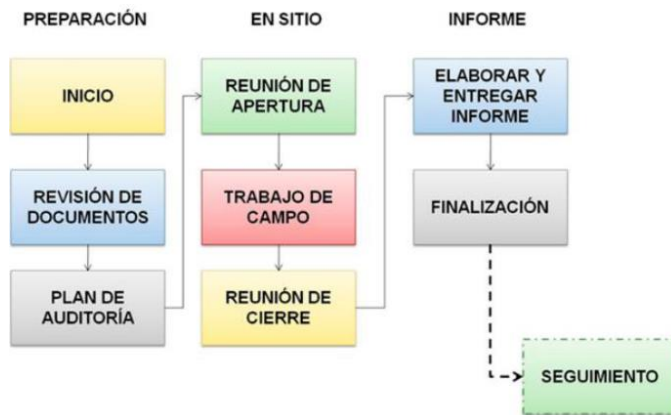 PREPARACIÓN
INICIO
REVISIÓN DE
DOCUMENTOS
PLAN DE
AUDITORÍA
EN SITIO
REUNIÓN DE
APERTURA
TRABAJO DE
CAMPO
REUNIÓN DE
CIERRE
INFORME
ELABORAR Y
ENTREGAR
INFORME
FINALIZACIÓN
SEGUIMIENTO